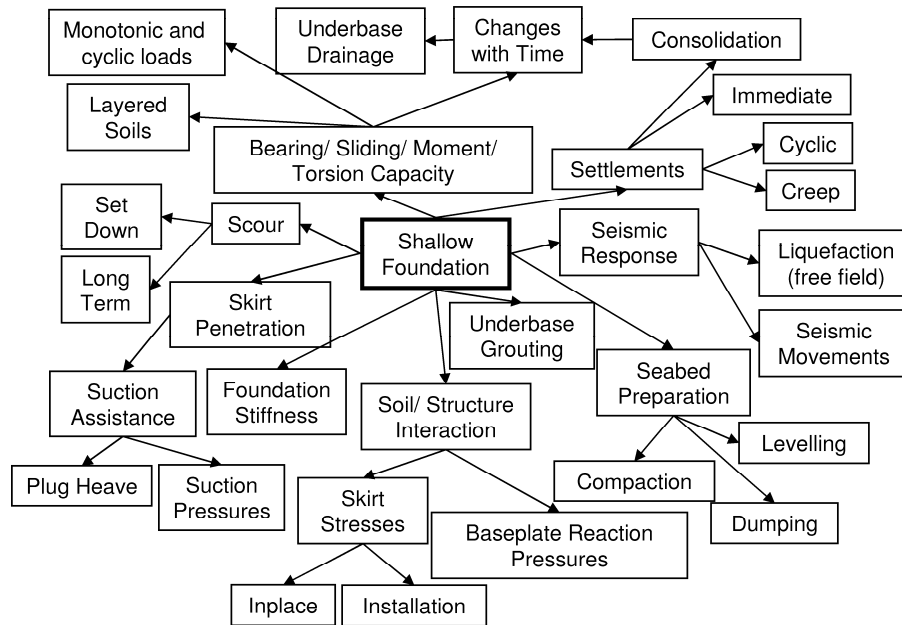 Monotonic and
cyclic loads
Underbase
Drainage
Changes
with Time
Consolidation
Layered
Soils
Immediate
Bearing/ Sliding/ Moment/
Torsion Capacity
Settlements
Cyclic
Creep
Set
Down
Scour
Shallow
Foundation
Seismic
Response
Liquefaction
(free field)
Long
Term
Skirt
Penetration
Underbase
Grouting
Seismic
Movements
Suction
Assistance
Foundation
Stiffness
Soil/ Structure
Interaction
Seabed
Preparation
Levelling
Plug Heave
Suction
Pressures
Skirt
Stresses
Compaction
Dumping
Baseplate Reaction
Pressures
Inplace
Installation